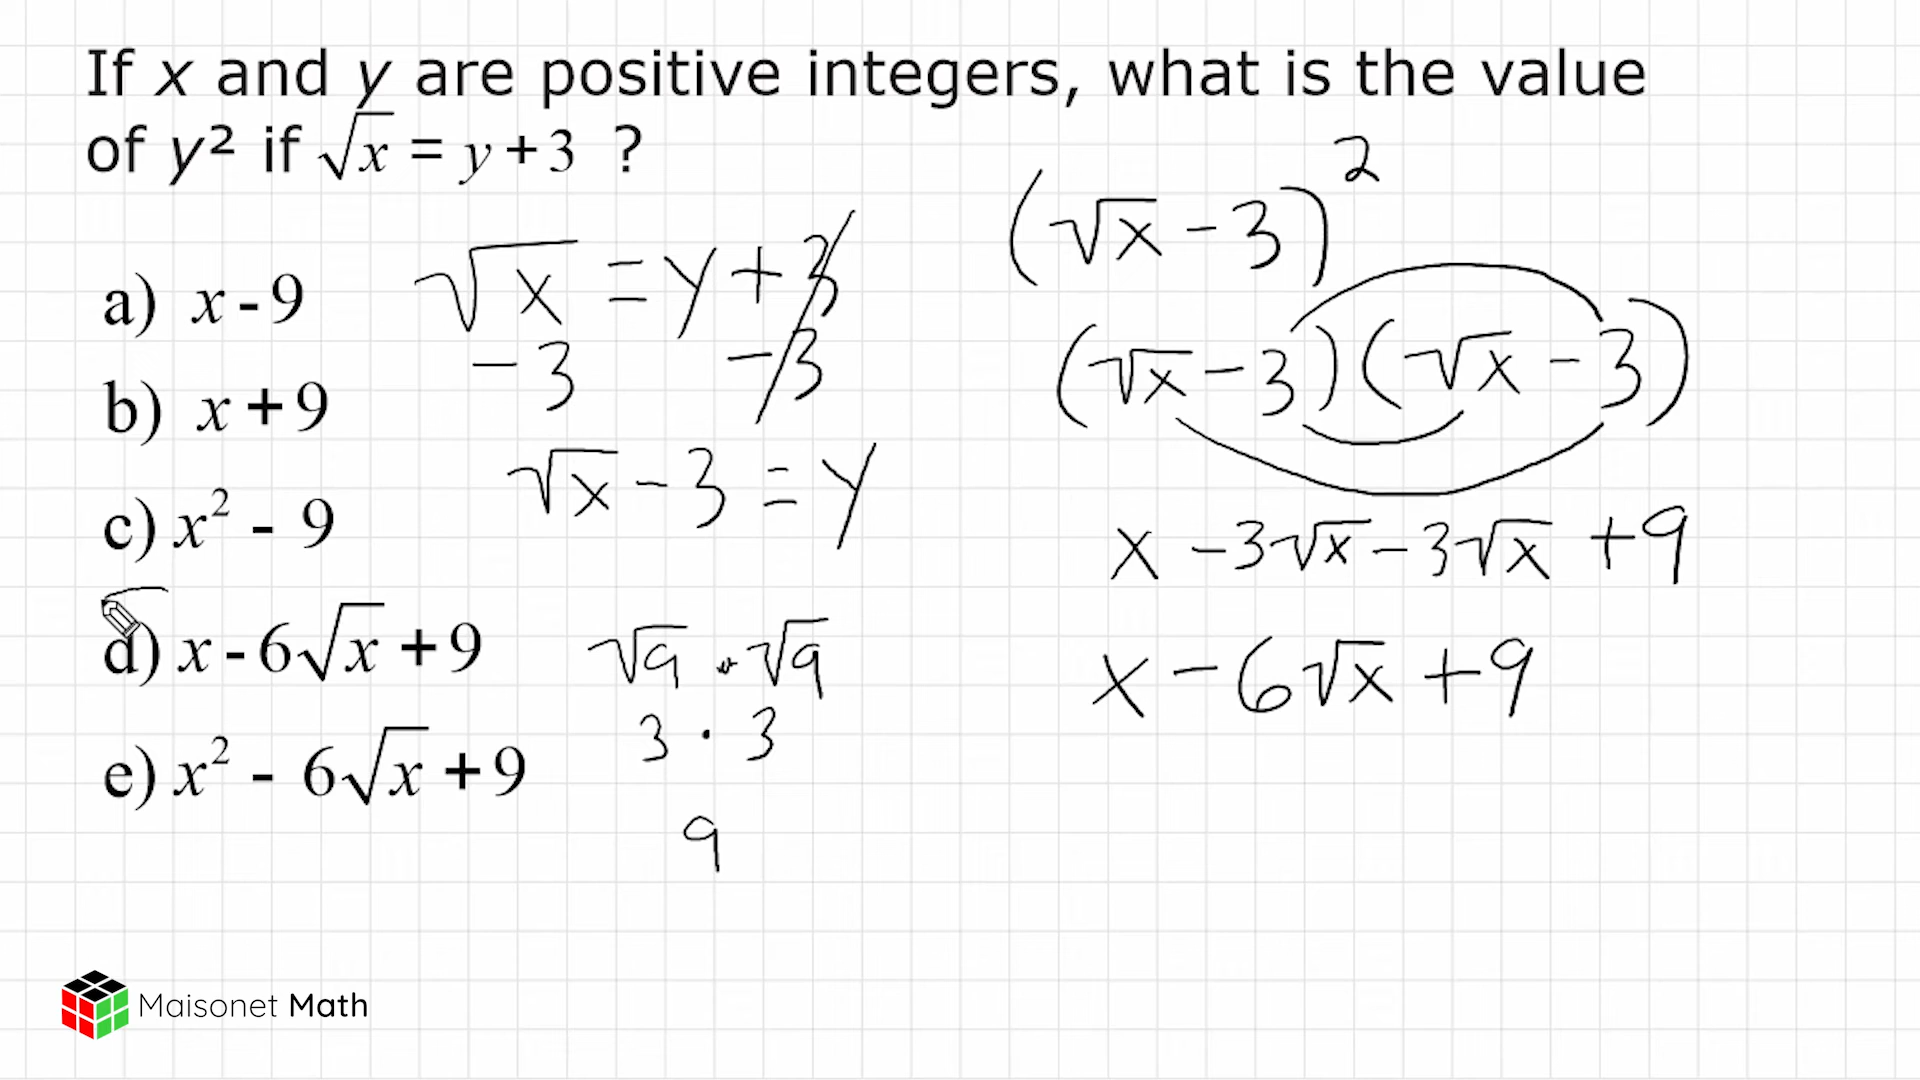 If x and y are positive integers, what is the value
of y² if √x = y + 3 ?
a) x - 9
b) x + 9
c) x² - 9
d) x - 6√x + 9
e) x² - 6√x + 9
√x = y + 3
- 3 - 3
√x - 3 = y
√9 · √9
3 · 3
9
(√x - 3)²
(√x - 3)(√x - 3)
x - 3√x - 3√x + 9
x - 6√x + 9
Maisonet Math